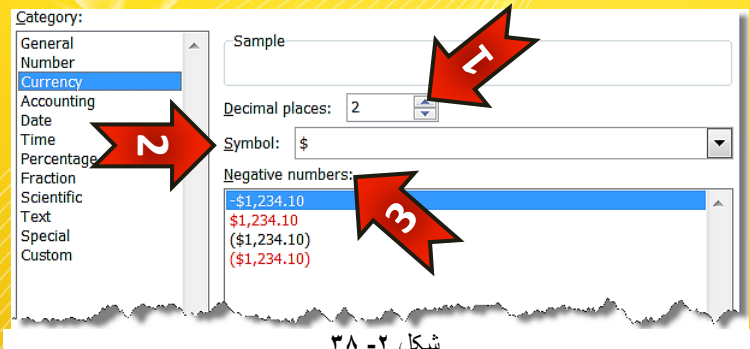 Category:
General
Number
Currency
Accounting
Date
Time
Percentage
Fraction
Scientific
Text
Special
Custom
Sample
1
Decimal places: 2
2
Symbol: $
Negative numbers:
3
-$1,234.10
$1,234.10
($1,234.10)
($1,234.10)
شكل ٢- ٣٨